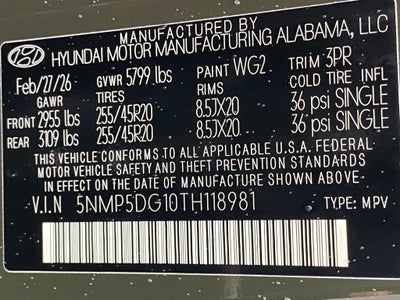 MANUFACTURED BY
HYUNDAI MOTOR MANUFACTURING ALABAMA, LLC
Feb/27/26 GVWR 5799 lbs PAINT WG2 TRIM 3PR
GAWR TIRES RIMS COLD TIRE INFL
FRONT 2955 lbs 255/45R20 8.5JX20 36 psi SINGLE
REAR 3109 lbs 255/45R20 8.5JX20 36 psi SINGLE
THIS VEHICLE CONFORMS TO ALL APPLICABLE U.S.A. FEDERAL
MOTOR VEHICLE SAFETY AND THEFT PREVENTION STANDARDS
IN EFFECT ON THE DATE OF MANUFACTURE SHOWN ABOVE.
V.I.N 5NMP5DG10TH118981 TYPE: MPV